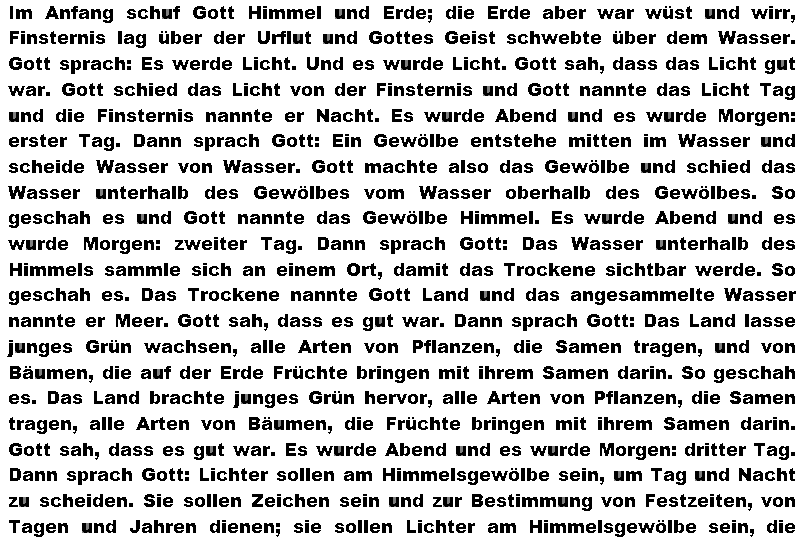 Im Anfang schuf Gott Himmel und Erde; die Erde aber war wüst und wirr,
Finsternis lag über der Urflut und Gottes Geist schwebte über dem Wasser.
Gott sprach: Es werde Licht. Und es wurde Licht. Gott sah, dass das Licht gut
war. Gott schied das Licht von der Finsternis und Gott nannte das Licht Tag
und die Finsternis nannte er Nacht. Es wurde Abend und es wurde Morgen:
erster Tag. Dann sprach Gott: Ein Gewölbe entstehe mitten im Wasser und
scheide Wasser von Wasser. Gott machte also das Gewölbe und schied das
Wasser unterhalb des Gewölbes vom Wasser oberhalb des Gewölbes. So
geschah es und Gott nannte das Gewölbe Himmel. Es wurde Abend und es
wurde Morgen: zweiter Tag. Dann sprach Gott: Das Wasser unterhalb des
Himmels sammle sich an einem Ort, damit das Trockene sichtbar werde. So
geschah es. Das Trockene nannte Gott Land und das angesammelte Wasser
nannte er Meer. Gott sah, dass es gut war. Dann sprach Gott: Das Land lasse
junges Grün wachsen, alle Arten von Pflanzen, die Samen tragen, und von
Bäumen, die auf der Erde Früchte bringen mit ihrem Samen darin. So geschah
es. Das Land brachte junges Grün hervor, alle Arten von Pflanzen, die Samen
tragen, alle Arten von Bäumen, die Früchte bringen mit ihrem Samen darin.
Gott sah, dass es gut war. Es wurde Abend und es wurde Morgen: dritter Tag.
Dann sprach Gott: Lichter sollen am Himmelsgewölbe sein, um Tag und Nacht
zu scheiden. Sie sollen Zeichen sein und zur Bestimmung von Festzeiten, von
Tagen und Jahren dienen; sie sollen Lichter am Himmelsgewölbe sein, die